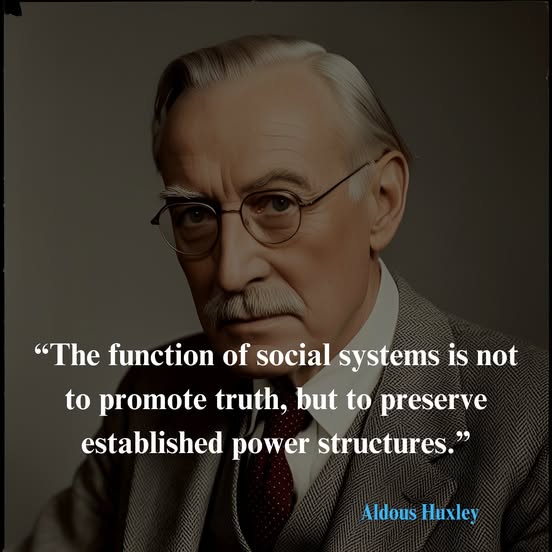 “The function of social systems is not
to promote truth, but to preserve
established power structures.”
Aldous Huxley